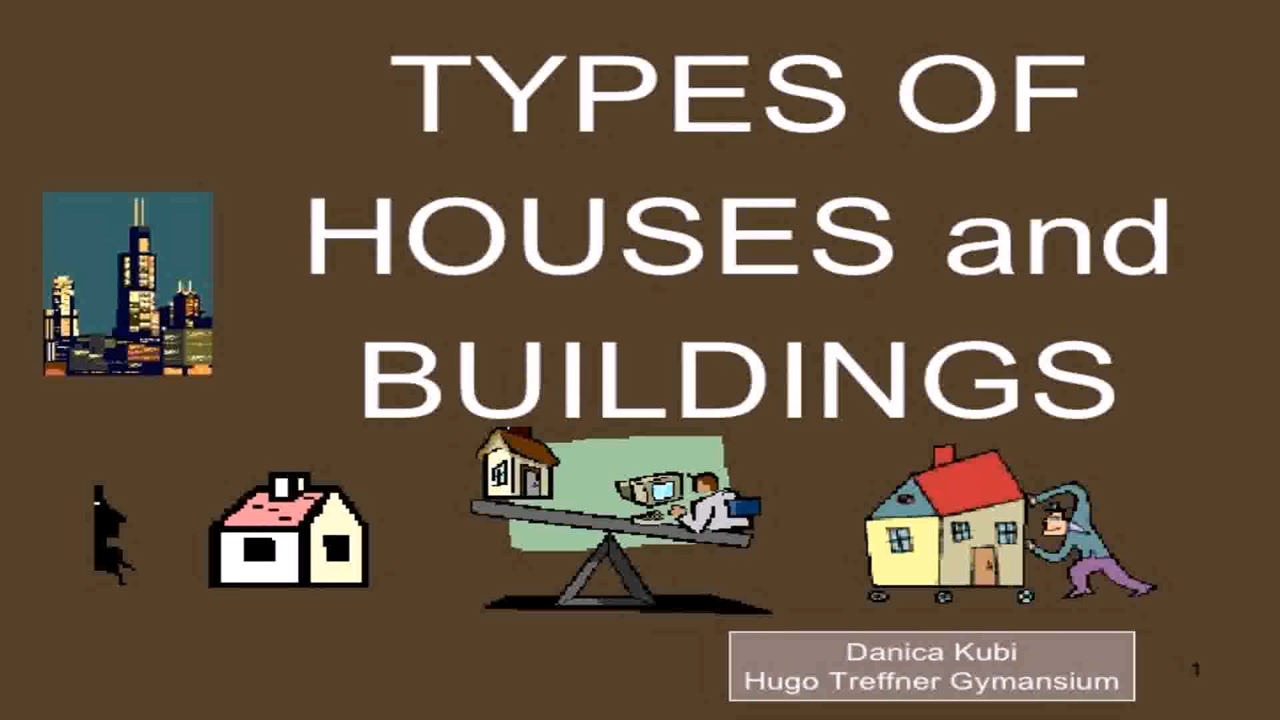 TYPES OF
HOUSES and
BUILDINGS
Danica Kubi
Hugo Treffner Gymansium
1